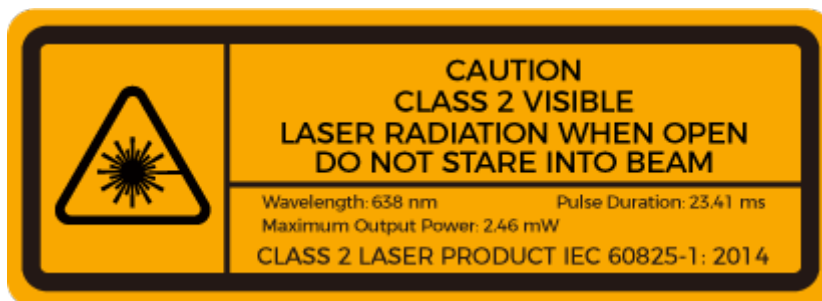 CAUTION
CLASS 2 VISIBLE
LASER RADIATION WHEN OPEN
DO NOT STARE INTO BEAM
Wavelength: 638 nm Pulse Duration: 23.41 ms
Maximum Output Power: 2.46 mW
CLASS 2 LASER PRODUCT IEC 60825-1: 2014